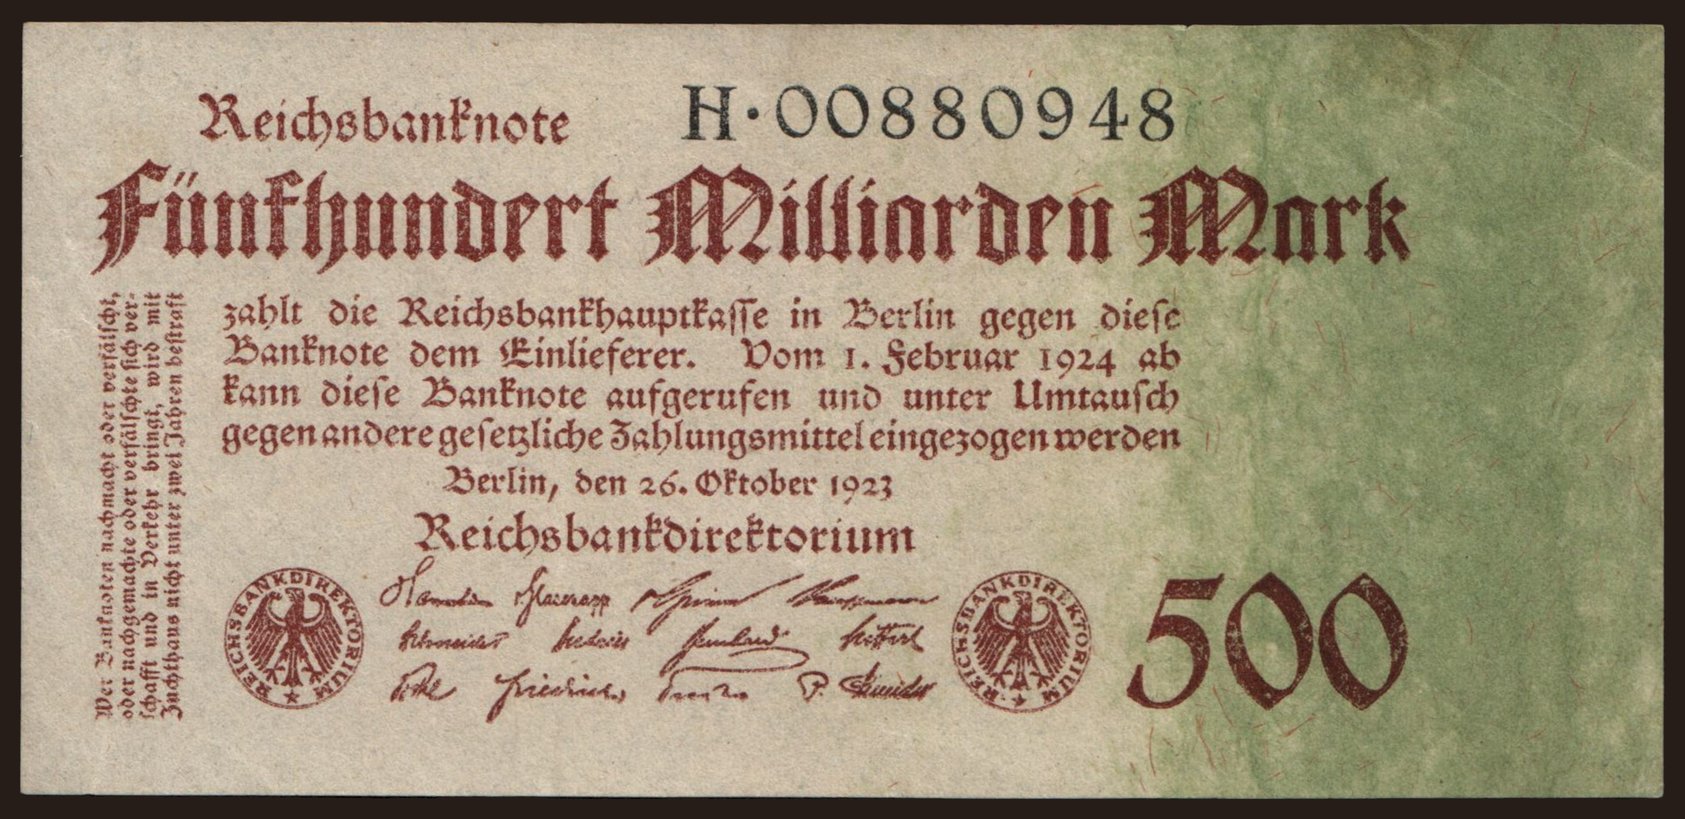 Reichsbanknote
H·00880948
Fünfhundert Milliarden Mark
zahlt die Reichsbankhauptkasse in Berlin gegen diese
Banknote dem Einlieferer. Vom 1. Februar 1924 ab
kann diese Banknote aufgerufen und unter Umtausch
gegen andere gesetzliche Zahlungsmittel eingezogen werden
Berlin, den 26. Oktober 1923
Reichsbankdirektorium
REICHSBANKDIREKTORIUM
REICHSBANKDIREKTORIUM
500
Wer Banknoten nachmacht oder verfälscht,
oder nachgemachte oder verfälschte sich ver-
schafft und in Verkehr bringt, wird mit
Zuchthaus nicht unter zwei Jahren bestraft